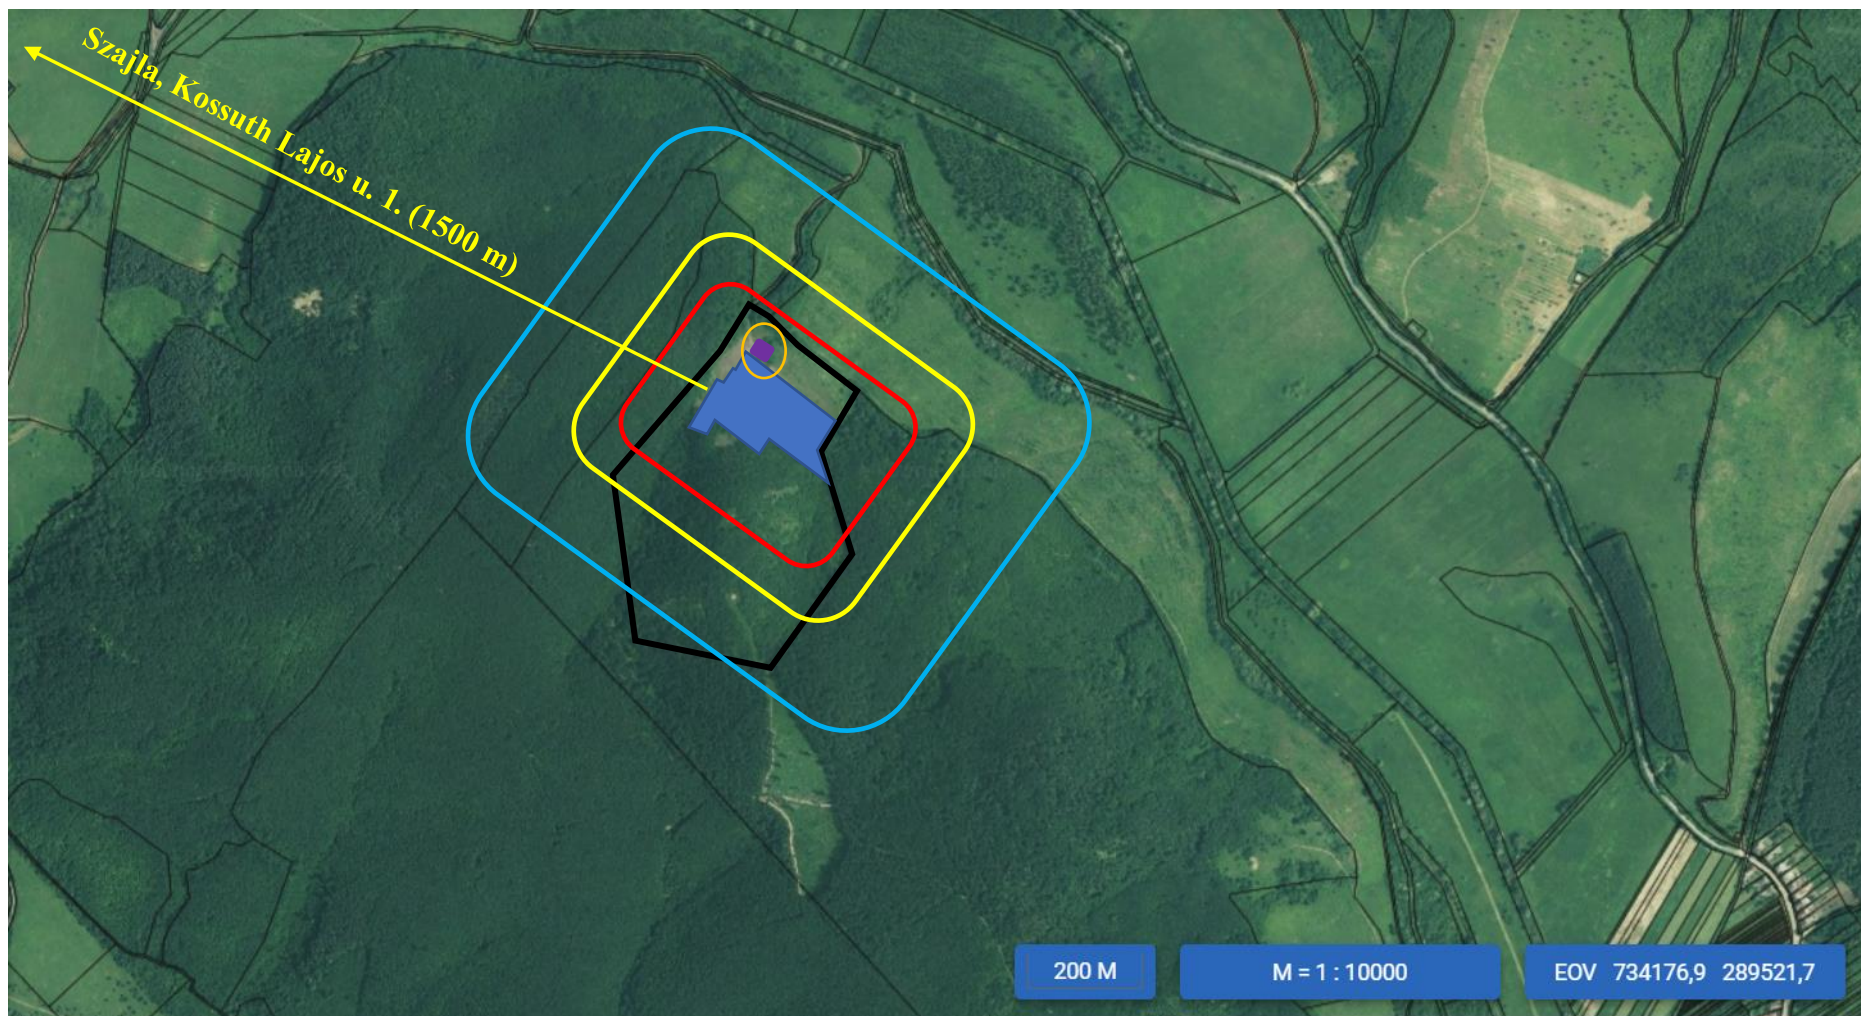 Szajla, Kossuth Lajos u. 1. (1500 m)
200 M
M = 1 : 10000
EOV 734176,9 289521,7